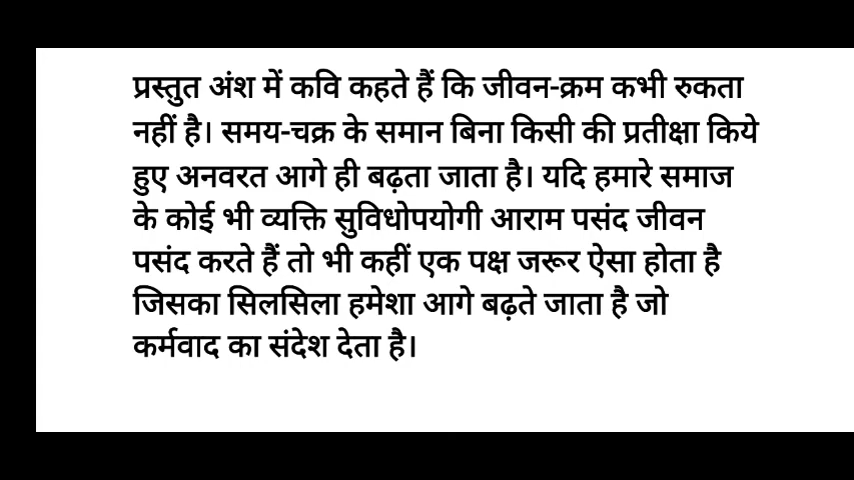 प्रस्तुत अंश में कवि कहते हैं कि जीवन-क्रम कभी रुकता
नहीं है। समय-चक्र के समान बिना किसी की प्रतीक्षा किये
हुए अनवरत आगे ही बढ़ता जाता है। यदि हमारे समाज
के कोई भी व्यक्ति सुविधोपयोगी आराम पसंद जीवन
पसंद करते हैं तो भी कहीं एक पक्ष जरूर ऐसा होता है
जिसका सिलसिला हमेशा आगे बढ़ते जाता है जो
कर्मवाद का संदेश देता है।